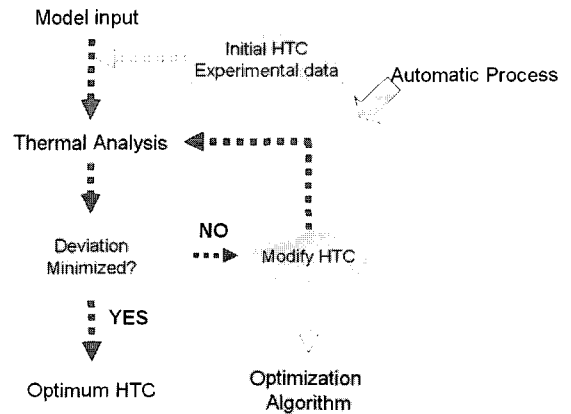 Model input
Initial HTC
Experimental data
Automatic Process
Thermal Analysis
NO
Deviation
Minimized?
Modify HTC
YES
Optimum HTC
Optimization
Algorithm